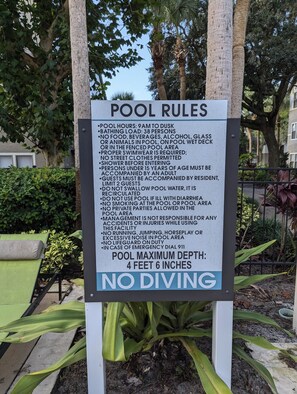 POOL RULES
•POOL HOURS: 9AM TO DUSK
•BATHING LOAD: 38 PERSONS
•NO FOOD, BEVERAGES, ALCOHOL, GLASS
OR ANIMALS IN POOL, ON POOL WET DECK
OR IN THE FENCED AREA
•PROPER SWIMWEAR IS REQUIRED;
NO STREET CLOTHES PERMITTED
•SHOWER BEFORE ENTERING
•PERSONS UNDER 15 YEARS OF AGE MUST BE
ACCOMPANIED BY AN ADULT
•GUESTS MUST BE ACCOMPANIED BY RESIDENT,
LIMIT 2 GUESTS
•DO NOT SWALLOW POOL WATER, IT IS
RECIRCULATED
•DO NOT USE POOL IF ILL WITH DIARRHEA
•NO SMOKING AT THE POOL OR POOL AREA
•NO PRIVATE PARTIES ALLOWED IN THE
POOL AREA
•MANAGEMENT IS NOT RESPONSIBLE FOR ANY
ACCIDENTS OR INJURIES WHILE USING
THIS FACILITY
•NO RUNNING, JUMPING, HORSEPLAY OR
EXCESSIVE NOISE IN POOL AREA
•NO LIFEGUARD ON DUTY
•IN CASE OF EMERGENCY DIAL 911
POOL MAXIMUM DEPTH:
4 FEET 6 INCHES
NO DIVING